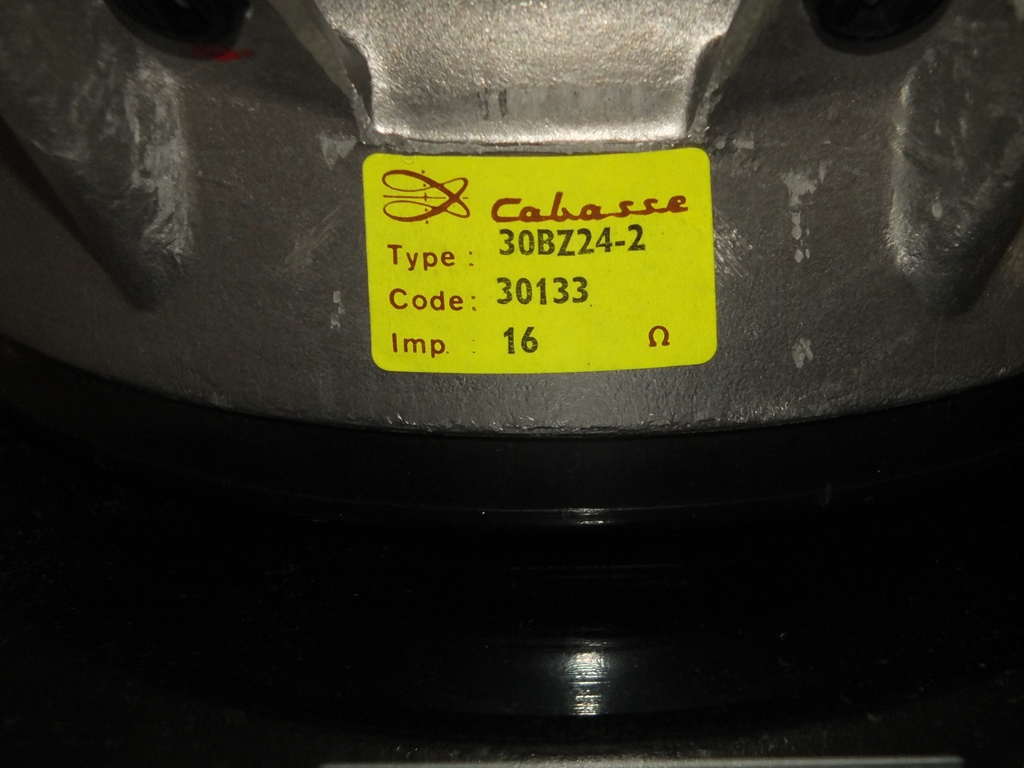 Cabasse
Type : 30BZ24-2
Code: 30133
Imp. : 16 Ω